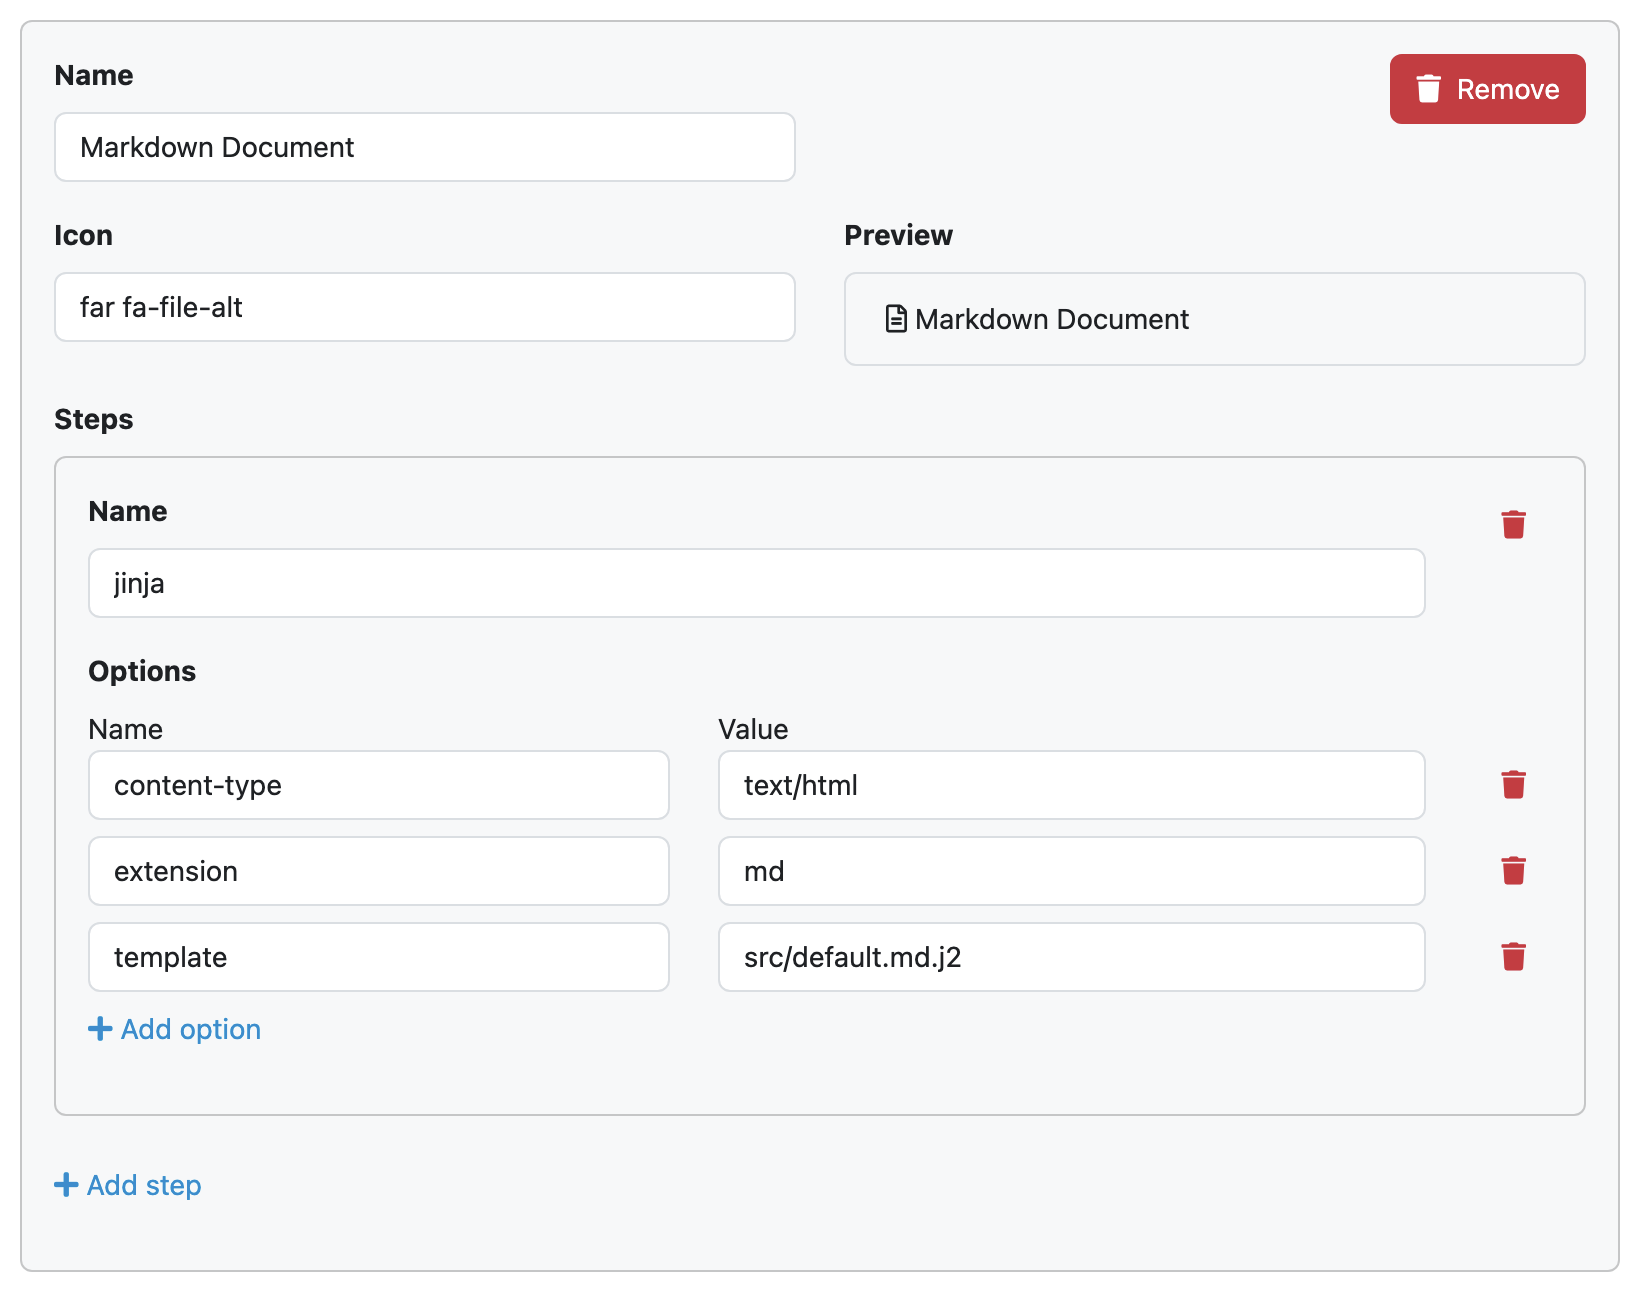 Name
Remove
Markdown Document
Icon
Preview
far fa-file-alt
Markdown Document
Steps
Name
jinja
Options
Name Value
content-type text/html
extension md
template src/default.md.j2
Add option
Add step